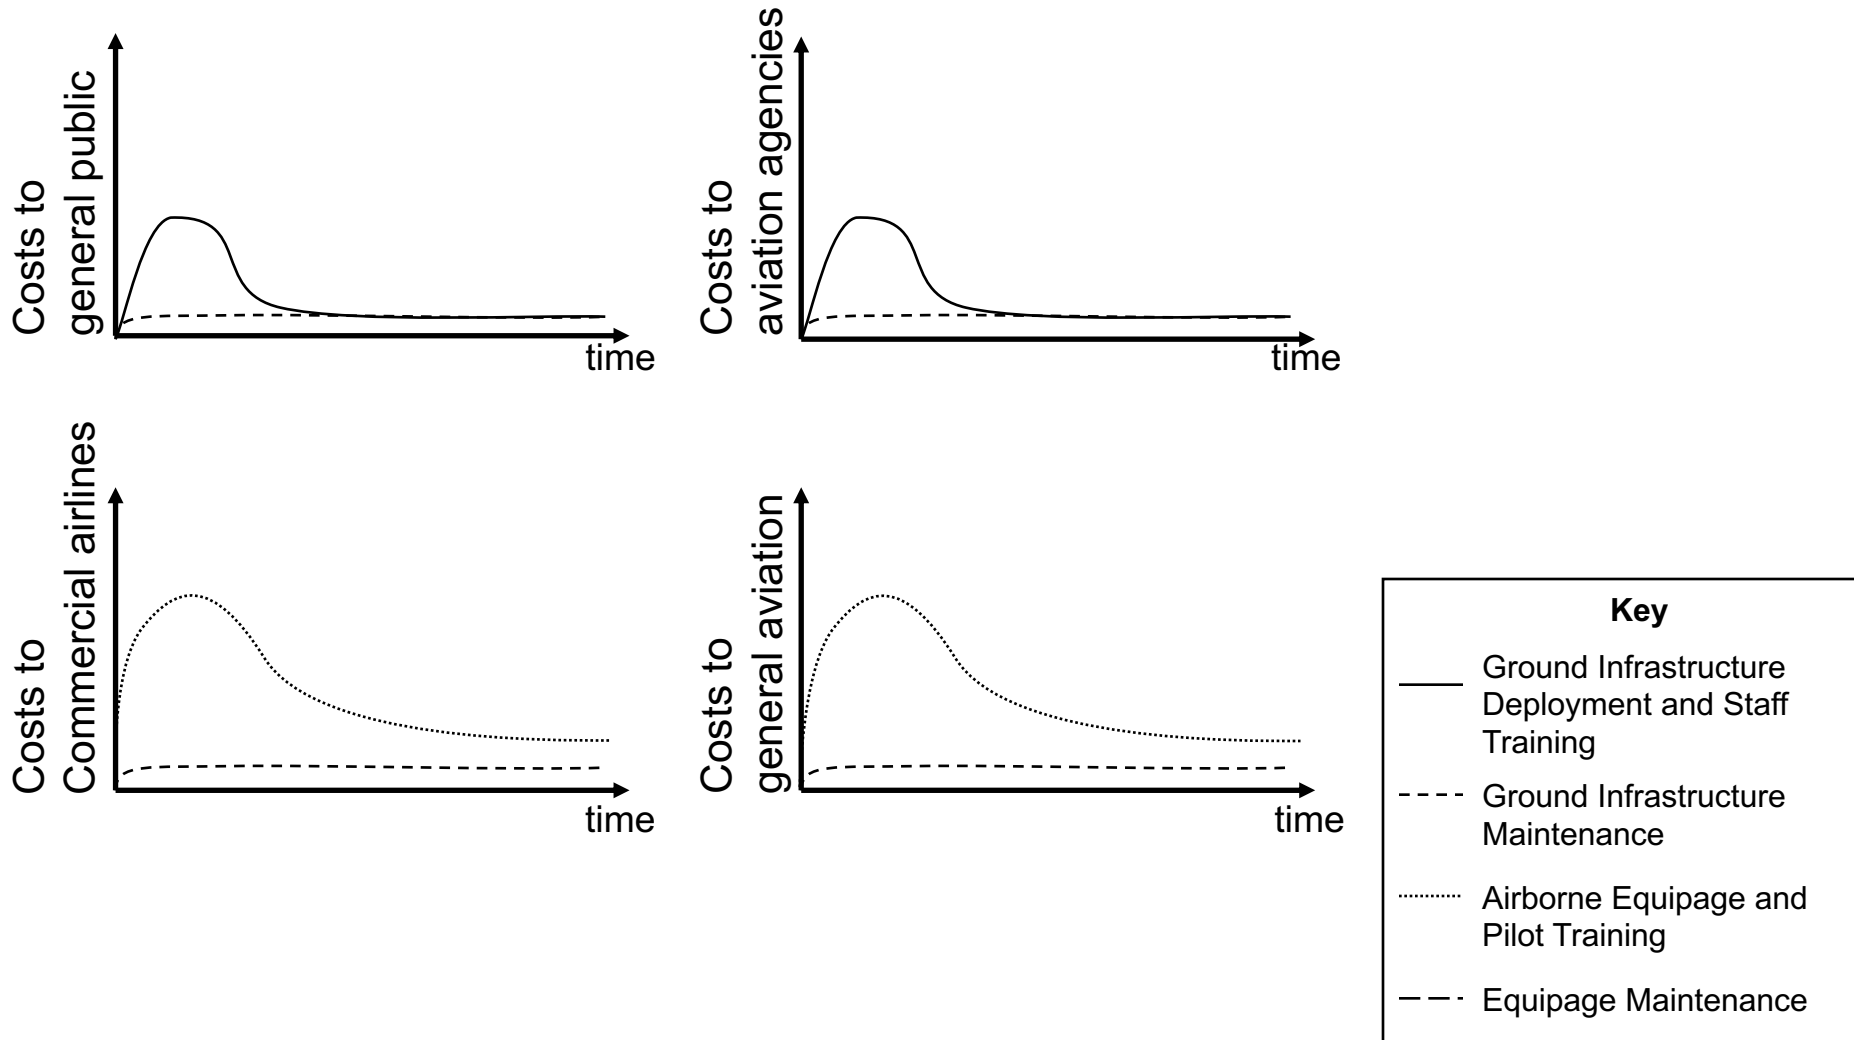 Costs to
general public
time
Costs to
aviation agencies
time
Costs to
Commercial airlines
time
Costs to
general aviation
time
Key
Ground Infrastructure
Deployment and Staff
Training
Ground Infrastructure
Maintenance
Airborne Equipage and
Pilot Training
Equipage Maintenance